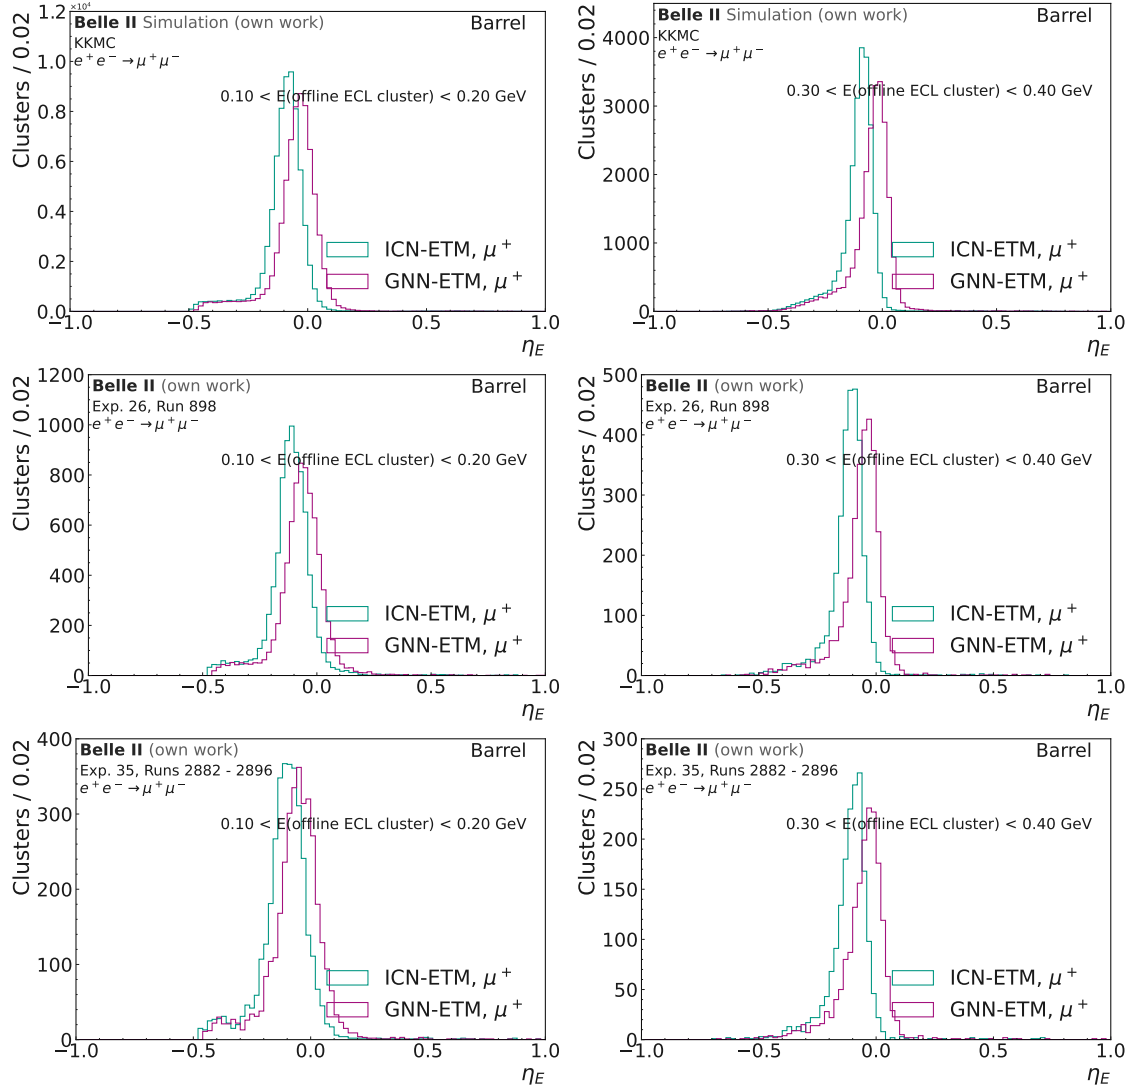 ×10⁴
Belle II Simulation (own work)
Barrel
KKMC
e⁺e⁻ → μ⁺μ⁻
0.10 < E(offline ECL cluster) < 0.20 GeV
ICN-ETM, μ⁺
GNN-ETM, μ⁺
Clusters / 0.02
1.2
1.0
0.8
0.6
0.4
0.2
0.0
−1.0 −0.5 0.0 0.5 1.0
η_E
Belle II Simulation (own work)
Barrel
KKMC
e⁺e⁻ → μ⁺μ⁻
0.30 < E(offline ECL cluster) < 0.40 GeV
ICN-ETM, μ⁺
GNN-ETM, μ⁺
Clusters / 0.02
4000
3000
2000
1000
0
−1.0 −0.5 0.0 0.5 1.0
η_E
Belle II (own work)
Barrel
Exp. 26, Run 898
e⁺e⁻ → μ⁺μ⁻
0.10 < E(offline ECL cluster) < 0.20 GeV
ICN-ETM, μ⁺
GNN-ETM, μ⁺
Clusters / 0.02
1200
1000
800
600
400
200
0
−1.0 −0.5 0.0 0.5 1.0
η_E
Belle II (own work)
Barrel
Exp. 26, Run 898
e⁺e⁻ → μ⁺μ⁻
0.30 < E(offline ECL cluster) < 0.40 GeV
ICN-ETM, μ⁺
GNN-ETM, μ⁺
Clusters / 0.02
500
400
300
200
100
0
−1.0 −0.5 0.0 0.5 1.0
η_E
Belle II (own work)
Barrel
Exp. 35, Runs 2882 - 2896
e⁺e⁻ → μ⁺μ⁻
0.10 < E(offline ECL cluster) < 0.20 GeV
ICN-ETM, μ⁺
GNN-ETM, μ⁺
Clusters / 0.02
400
300
200
100
0
−1.0 −0.5 0.0 0.5 1.0
η_E
Belle II (own work)
Barrel
Exp. 35, Runs 2882 - 2896
e⁺e⁻ → μ⁺μ⁻
0.30 < E(offline ECL cluster) < 0.40 GeV
ICN-ETM, μ⁺
GNN-ETM, μ⁺
Clusters / 0.02
300
250
200
150
100
50
0
−1.0 −0.5 0.0 0.5 1.0
η_E